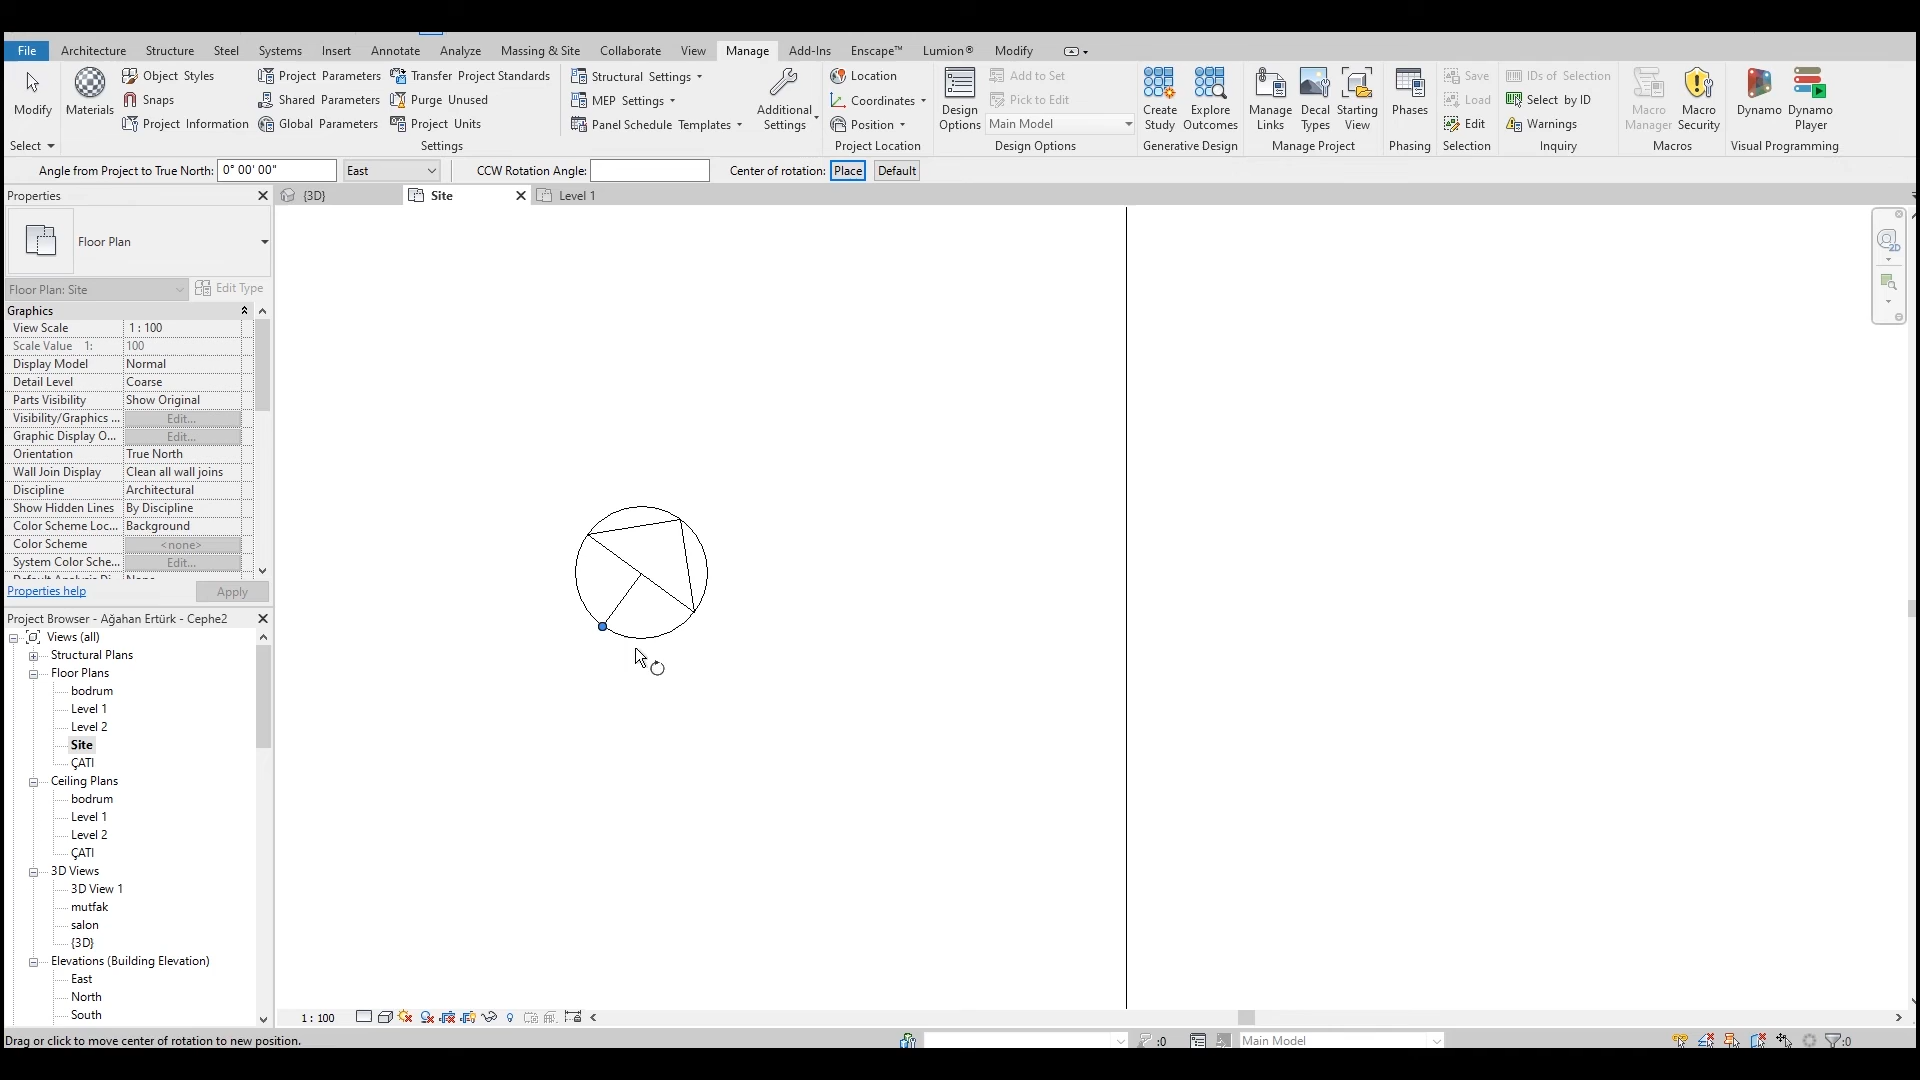 File Architecture Structure Steel Systems Insert Annotate Analyze Massing & Site Collaborate View Manage Add-Ins Enscape™ Lumion® Modify
Modify
Select
Materials
Object Styles
Snaps
Project Information
Project Parameters
Shared Parameters
Global Parameters
Transfer Project Standards
Purge Unused
Project Units
Settings
Structural Settings
MEP Settings
Panel Schedule Templates
Additional
Settings
Location
Coordinates
Position
Project Location
Design
Options
Add to Set
Pick to Edit
Main Model
Design Options
Create
Study
Explore
Outcomes
Generative Design
Manage
Links
Decal
Types
Starting
View
Manage Project
Phases
Phasing
Save
Load
Edit
Selection
IDs of Selection
Select by ID
Warnings
Inquiry
Macro
Manager
Macro
Security
Macros
Dynamo
Dynamo
Player
Visual Programming
Angle from Project to True North: 0° 00' 00" East CCW Rotation Angle: Center of rotation: Place Default
Properties
{3D} Site Level 1
Floor Plan
Floor Plan: Site Edit Type
Graphics
View Scale 1 : 100
Scale Value 1: 100
Display Model Normal
Detail Level Coarse
Parts Visibility Show Original
Visibility/Graphics ... Edit...
Graphic Display O... Edit...
Orientation True North
Wall Join Display Clean all wall joins
Discipline Architectural
Show Hidden Lines By Discipline
Color Scheme Loc... Background
Color Scheme <none>
System Color Sche... Edit...
Properties help Apply
Project Browser - Ağahan Ertürk - Cephe2
Views (all)
Structural Plans
Floor Plans
bodrum
Level 1
Level 2
Site
ÇATI
Ceiling Plans
bodrum
Level 1
Level 2
ÇATI
3D Views
3D View 1
mutfak
salon
{3D}
Elevations (Building Elevation)
East
North
South
2D
1 : 100
Drag or click to move center of rotation to new position.
:0
Main Model
:0